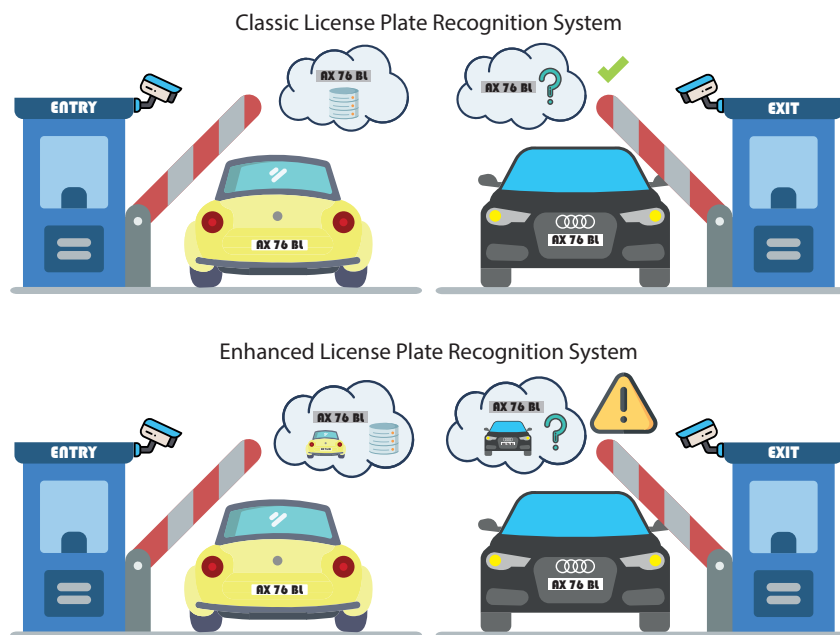 Classic License Plate Recognition System
AX 76 BL
AX 76 BL
ENTRY
EXIT
AX 76 BL
AX 76 BL
Enhanced License Plate Recognition System
AX 76 BL
AX 76 BL
ENTRY
EXIT
AX 76 BL
AX 76 BL